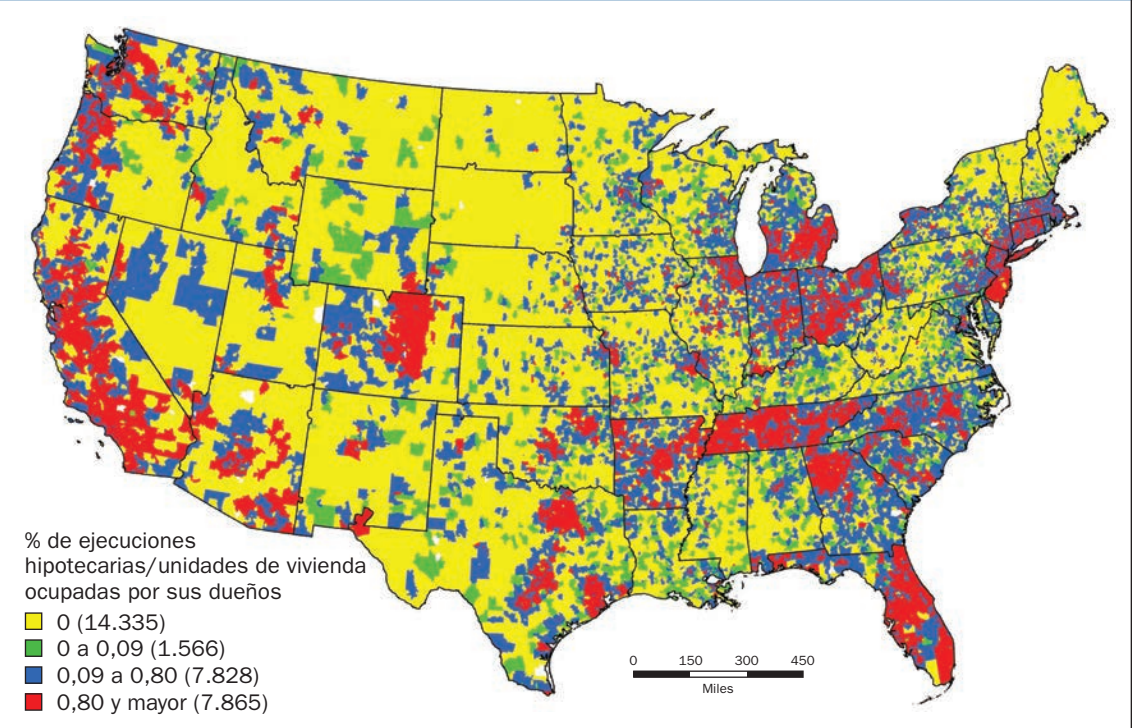 % de ejecuciones
hipotecarias/unidades de vivienda
ocupadas por sus dueños
0 (14.335)
0 a 0,09 (1.566)
0,09 a 0,80 (7.828)
0,80 y mayor (7.865)
0 150 300 450
Miles